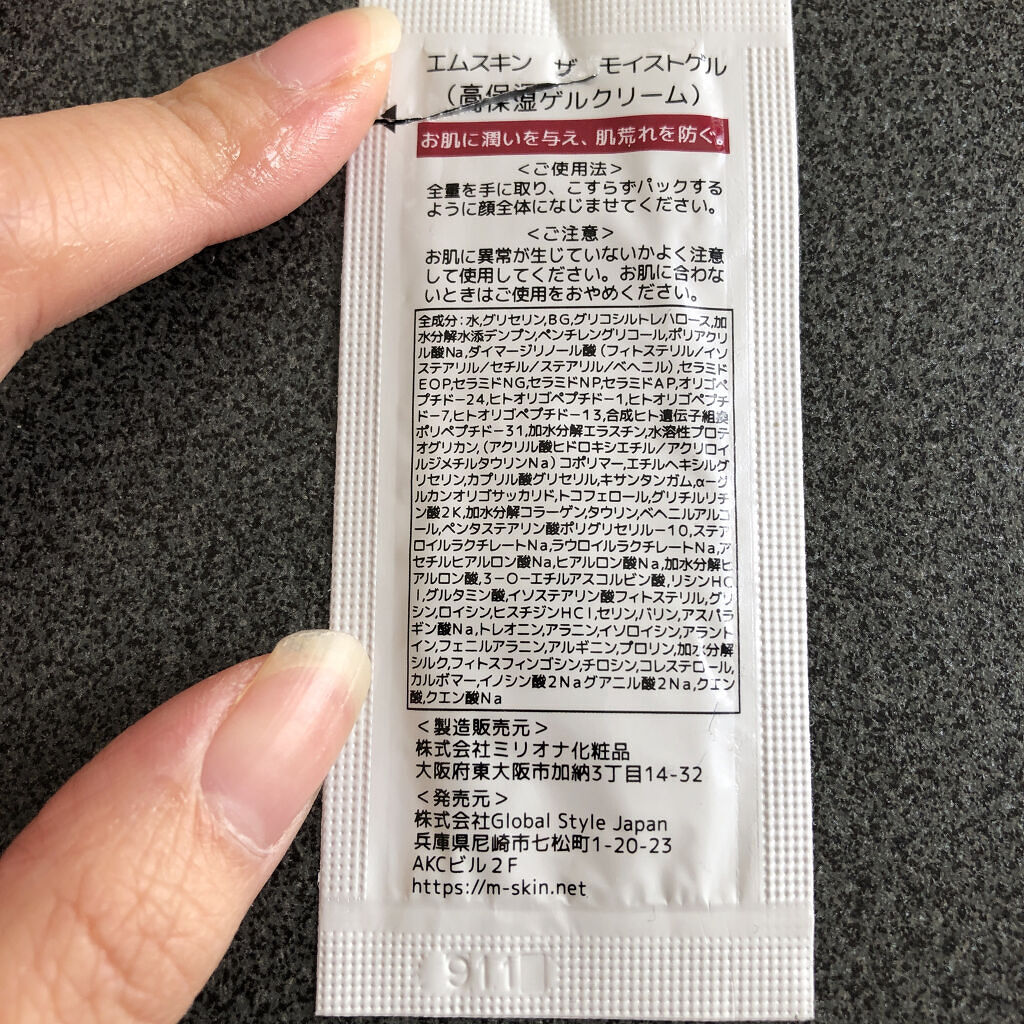 エムスキン ザ モイストゲル
（高保湿ゲルクリーム）
お肌に潤いを与え、肌荒れを防ぐ。
＜ご使用法＞
全量を手に取り、こすらずパックする
ように顔全体になじませてください。
＜ご注意＞
お肌に異常が生じていないかよく注意
して使用してください。お肌に合わな
いときはご使用をおやめください。
全成分：水,グリセリン,BG,グリコシルトレハロース,加
水分解水添デンプン,ペンチレングリコール,ポリアクリ
ル酸Na,ダイマージリノール酸（フィトステリル／イソ
ステアリル／セチル／ステアリル／ベヘニル）,セラミド
EOP,セラミドNG,セラミドNP,セラミドAP,オリゴペ
プチド－24,ヒトオリゴペプチド－1,ヒトオリゴペプチ
ド－7,ヒトオリゴペプチド－13,合成ヒト遺伝子組換
ポリペプチド－31,加水分解エラスチン,水溶性プロテ
オグリカン,（アクリル酸ヒドロキシエチル／アクリロイ
ルジメチルタウリンNa）コポリマー,エチルヘキシルグ
リセリン,カプリル酸グリセリル,キサンタンガム,α－グ
ルカンオリゴサッカリド,トコフェロール,グリチルリチ
ン酸2K,加水分解コラーゲン,タウリン,ベヘニルアルコ
ール,ペンタステアリン酸ポリグリセリル－10,ステア
ロイルラクチレートNa,ラウロイルラクチレートNa,ア
セチルヒアルロン酸Na,ヒアルロン酸Na,加水分解ヒ
アルロン酸,3－O－エチルアスコルビン酸,リシンHC
l,グルタミン酸,イソステアリン酸フィトステリル,グリ
シン,ロイシン,ヒスチジンHCl,セリン,バリン,アスパラ
ギン酸Na,トレオニン,アラニン,イソロイシン,アラント
イン,フェニルアラニン,アルギニン,プロリン,加水分解
シルク,フィトスフィンゴシン,チロシン,コレステロール,
カルボマー,イノシン酸2Naグアニル酸2Na,クエン
酸,クエン酸Na
＜製造販売元＞
株式会社ミリオナ化粧品
大阪府東大阪市加納3丁目14-32
＜発売元＞
株式会社Global Style Japan
兵庫県尼崎市七松町1-20-23
AKCビル2F
https://m-skin.net
911